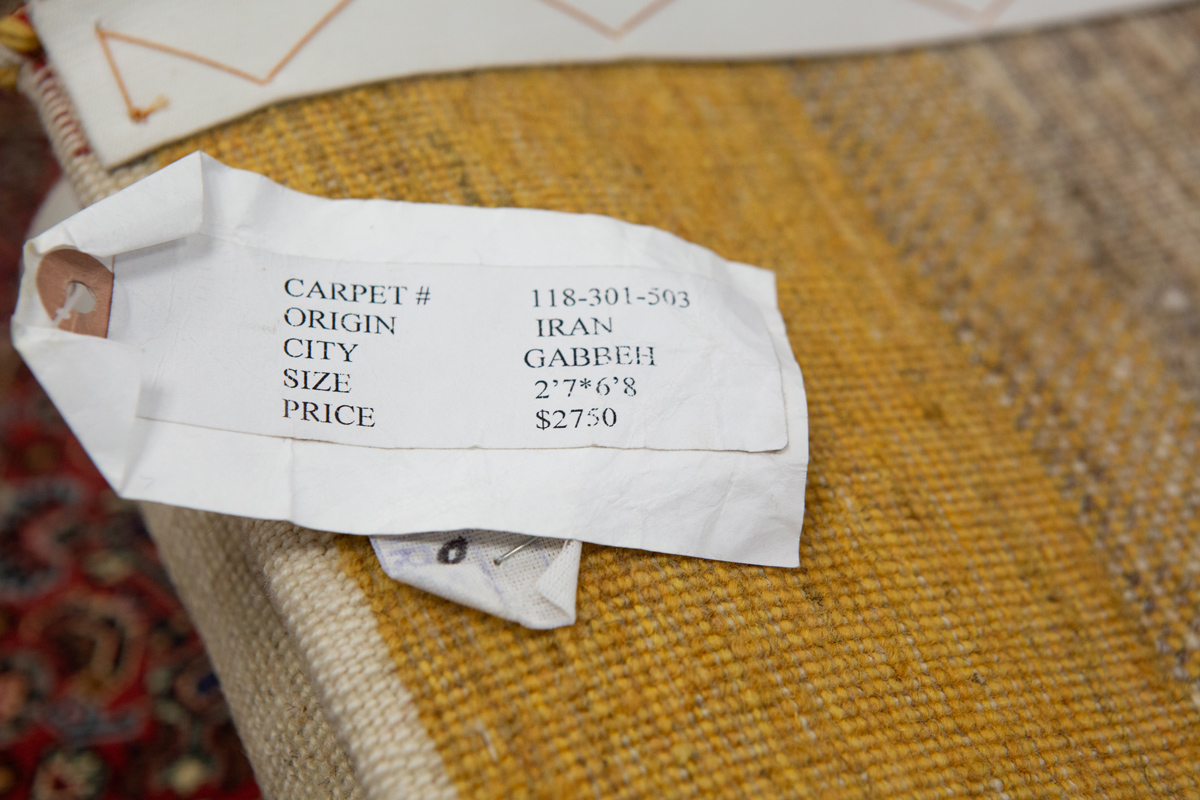 CARPET # 118-301-503
ORIGIN IRAN
CITY GABBEH
SIZE 2'7*6'8
PRICE $2750